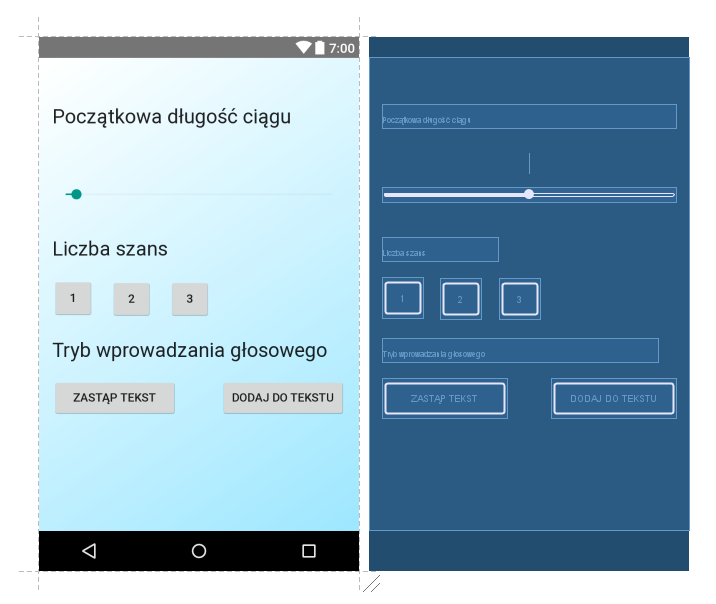 7:00
Początkowa długość ciągu
Liczba szans
1 2 3
Tryb wprowadzania głosowego
ZASTĄP TEKST DODAJ DO TEKSTU
Początkowa długość ciągu
Liczba szans
1 2 3
Tryb wprowadzania głosowego
ZASTĄP TEKST DODAJ DO TEKSTU